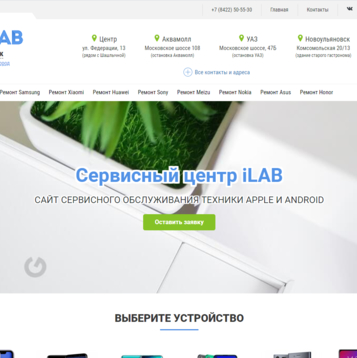 +7 (8422) 50-55-30 Главная Контакты
АВ
Центр
ул. Федерации, 13
(рядом с Шашлычной)
Аквамолл
Московское шоссе 108
(остановка Аквамолл)
УАЗ
Московское шоссе, 47Б
(остановка УАЗ)
Новоульяновск
Комсомольская 20/13
(здание старого гастронома)
Все контакты и адреса
Ремонт Samsung Ремонт Xiaomi Ремонт Huawei Ремонт Sony Ремонт Meizu Ремонт Nokia Ремонт Asus Ремонт Honor
Сервисный центр iLAB
САЙТ СЕРВИСНОГО ОБСЛУЖИВАНИЯ ТЕХНИКИ APPLE И ANDROID
Оставить заявку
ВЫБЕРИТЕ УСТРОЙСТВО